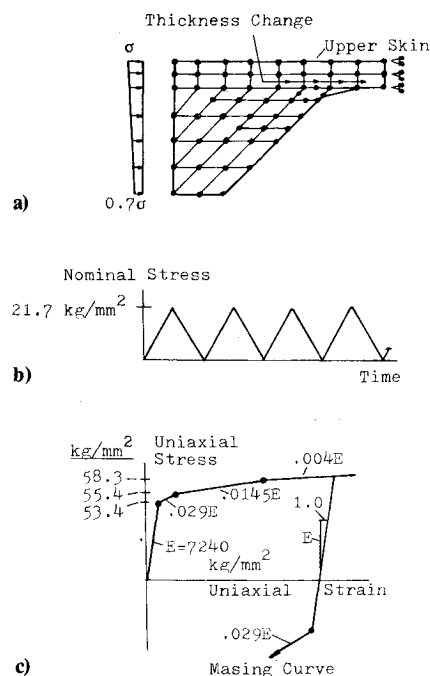 Thickness Change
σ
Upper Skin
0.7σ
a)
Nominal Stress
21.7 kg/mm²
Time
b)
kg/mm²
Uniaxial
Stress
58.3
55.4
53.4
.004E
.0145E
.029E
1.0
E
E=7240
kg/mm²
Uniaxial Strain
.029E
Masing Curve
c)